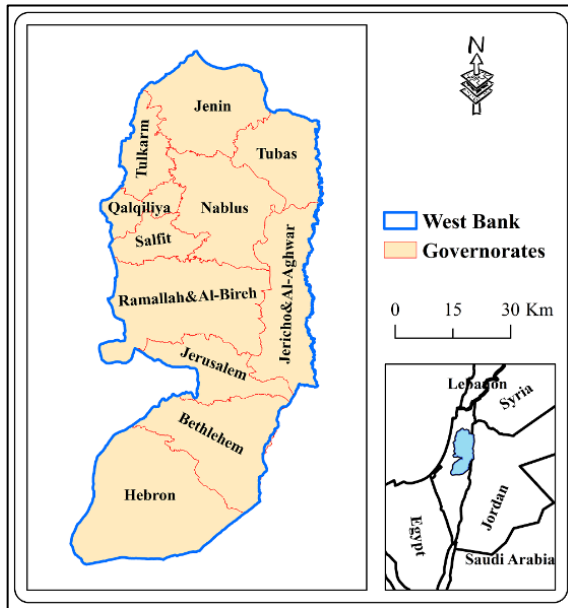 N
Jenin
Tulkarm
Tubas
Qalqiliya
Nablus
Salfit
Ramallah&Al-Bireh
Jericho&Al-Aghwar
Jerusalem
Bethlehem
Hebron
West Bank
Governorates
0 15 30 Km
Lebanon
Syria
Jordan
Egypt
Saudi Arabia